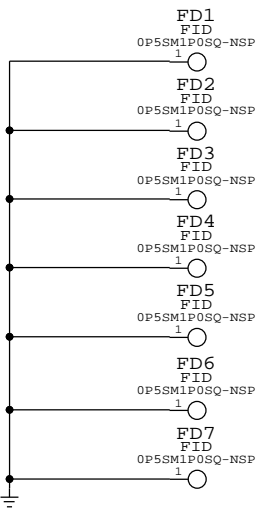 FD1
FID
0P5SM1P0SQ-NSP
1
FD2
FID
0P5SM1P0SQ-NSP
1
FD3
FID
0P5SM1P0SQ-NSP
1
FD4
FID
0P5SM1P0SQ-NSP
1
FD5
FID
0P5SM1P0SQ-NSP
1
FD6
FID
0P5SM1P0SQ-NSP
1
FD7
FID
0P5SM1P0SQ-NSP
1